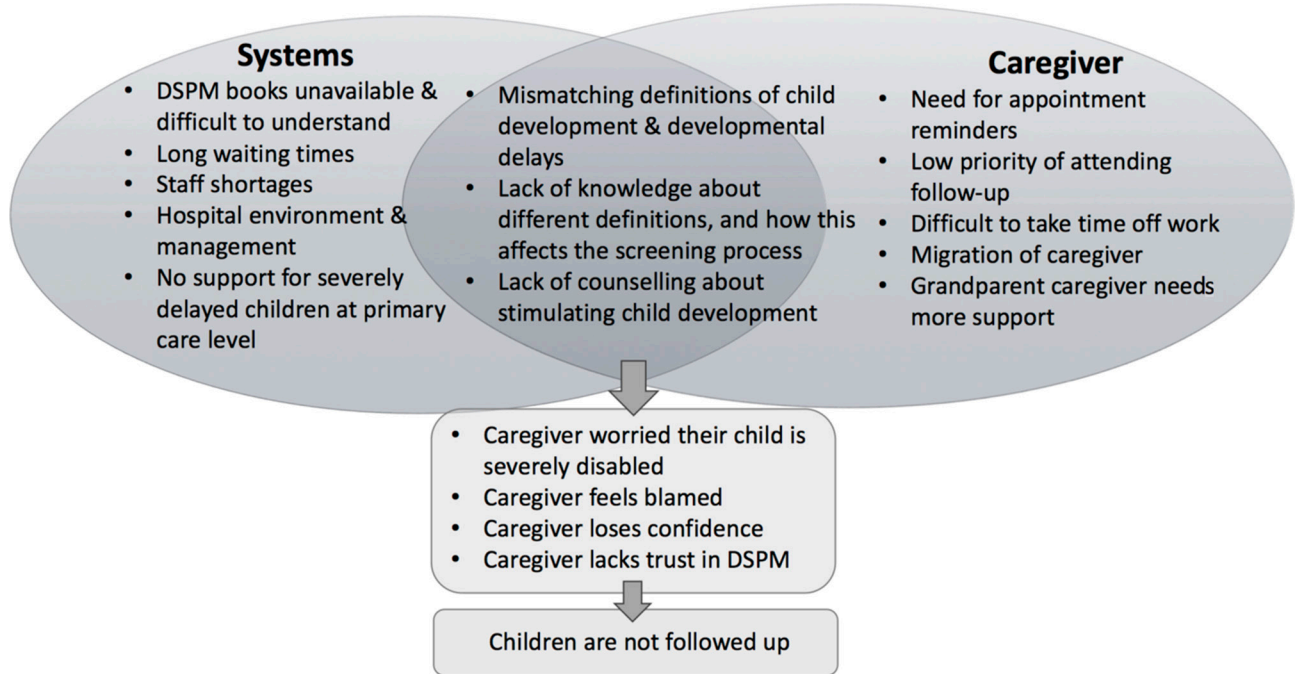 Systems
• DSPM books unavailable &
difficult to understand
• Long waiting times
• Staff shortages
• Hospital environment &
management
• No support for severely
delayed children at primary
care level
• Mismatching definitions of child
development & developmental
delays
• Lack of knowledge about
different definitions, and how this
affects the screening process
• Lack of counselling about
stimulating child development
Caregiver
• Need for appointment
reminders
• Low priority of attending
follow-up
• Difficult to take time off work
• Migration of caregiver
• Grandparent caregiver needs
more support
• Caregiver worried their child is
severely disabled
• Caregiver feels blamed
• Caregiver loses confidence
• Caregiver lacks trust in DSPM
Children are not followed up